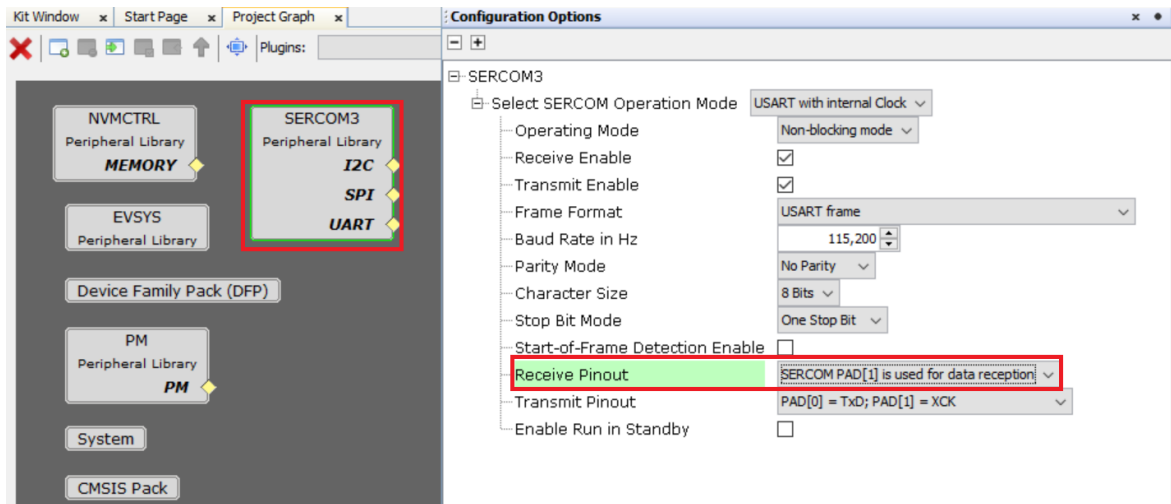 Kit Window x Start Page x Project Graph x
Plugins:
NVMCTRL
Peripheral Library
MEMORY
SERCOM3
Peripheral Library
I2C
SPI
UART
EVSYS
Peripheral Library
Device Family Pack (DFP)
PM
Peripheral Library
PM
System
CMSIS Pack
Configuration Options x
SERCOM3
Select SERCOM Operation Mode USART with internal Clock
Operating Mode Non-blocking mode
Receive Enable
Transmit Enable
Frame Format USART frame
Baud Rate in Hz 115,200
Parity Mode No Parity
Character Size 8 Bits
Stop Bit Mode One Stop Bit
Start-of-Frame Detection Enable
Receive Pinout SERCOM PAD[1] is used for data reception
Transmit Pinout PAD[0] = TxD; PAD[1] = XCK
Enable Run in Standby